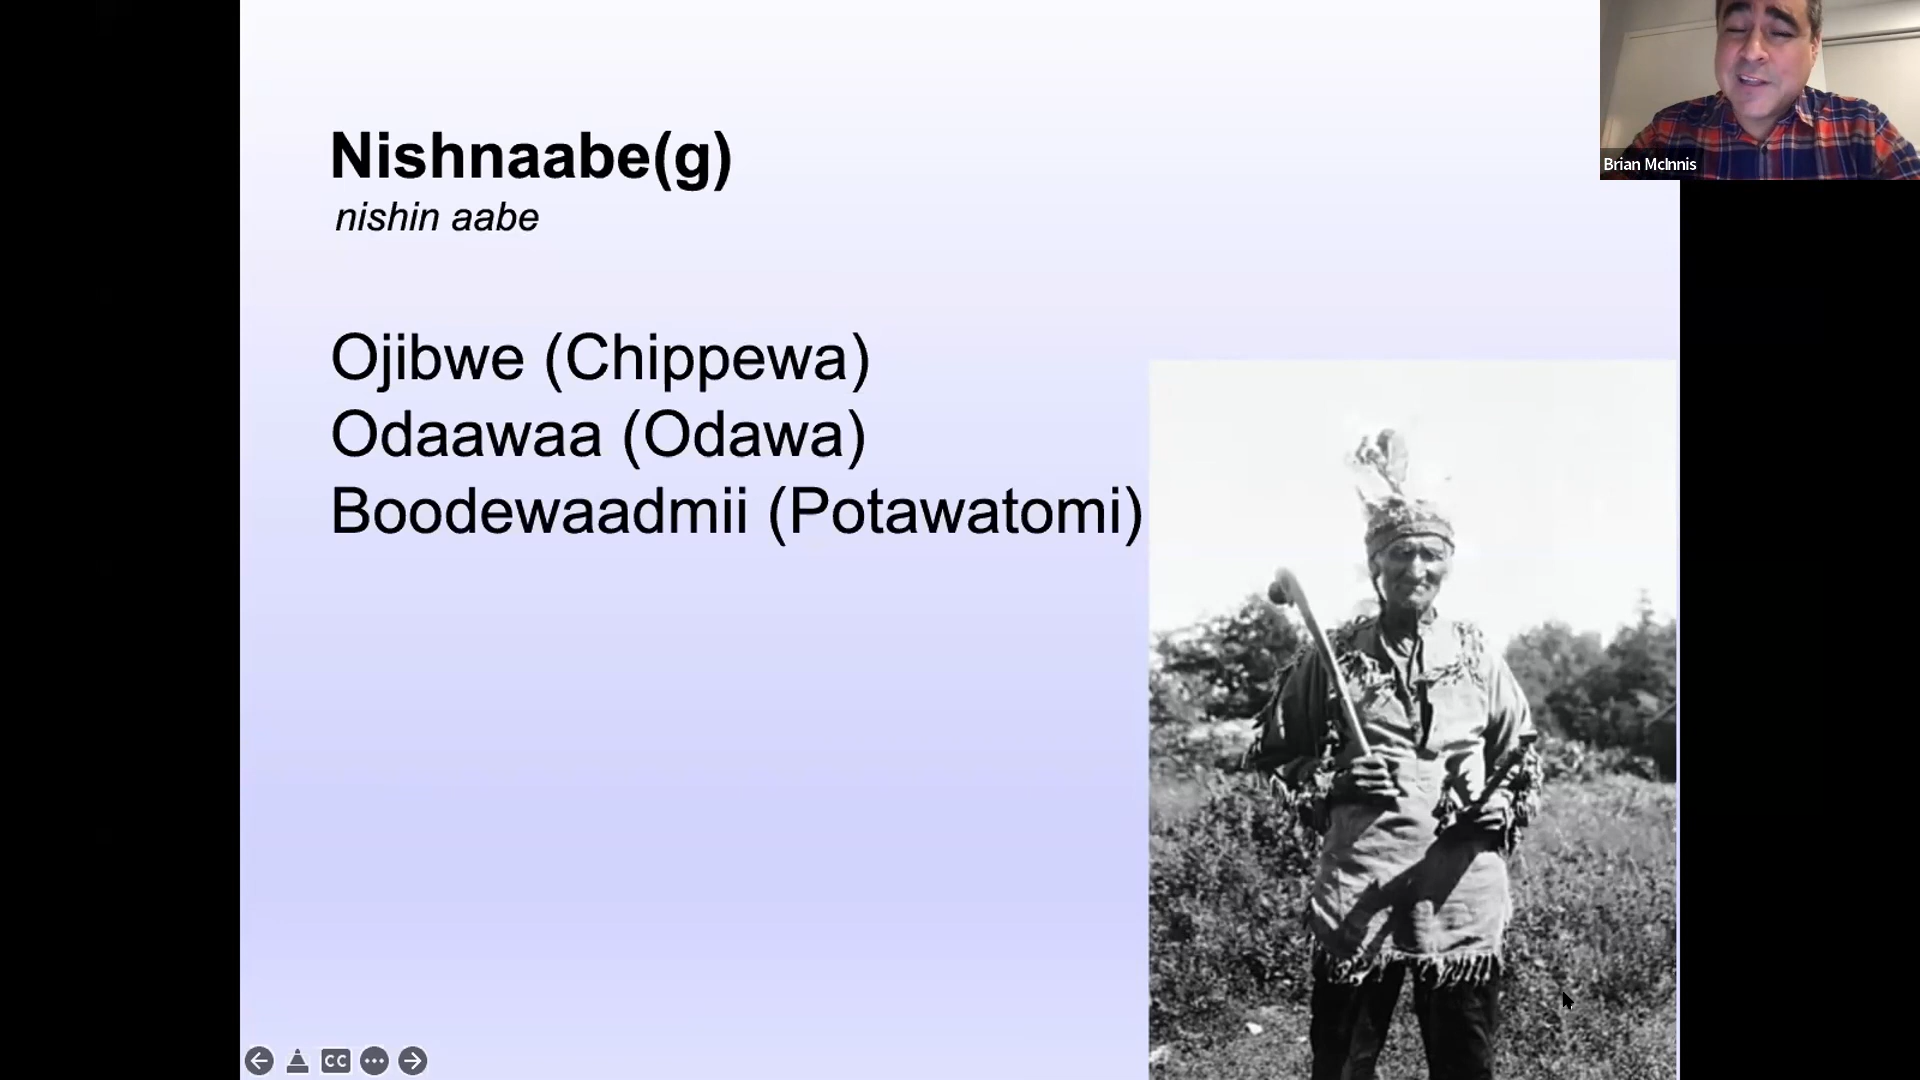 Nishnaabe(g)
nishin aabe
Ojibwe (Chippewa)
Odaawaa (Odawa)
Boodewaadmii (Potawatomi)
Brian McInnis
CC